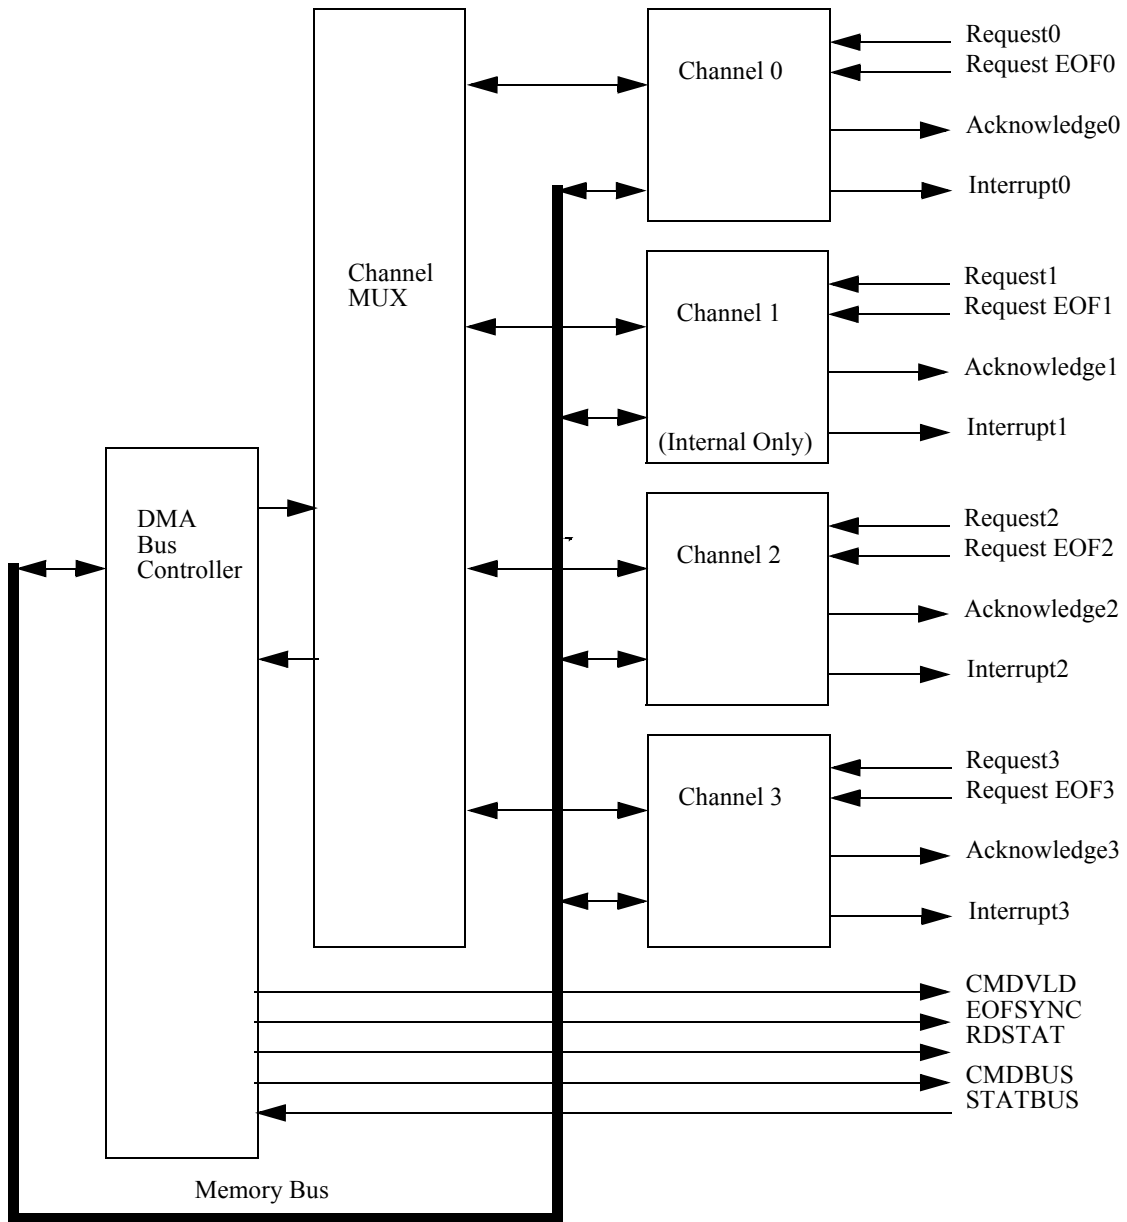 Channel 0
Request0
Request EOF0
Acknowledge0
Interrupt0
Channel
MUX
Channel 1
(Internal Only)
Request1
Request EOF1
Acknowledge1
Interrupt1
DMA
Bus
Controller
Channel 2
Request2
Request EOF2
Acknowledge2
Interrupt2
Channel 3
Request3
Request EOF3
Acknowledge3
Interrupt3
CMDVLD
EOFSYNC
RDSTAT
CMDBUS
STATBUS
Memory Bus